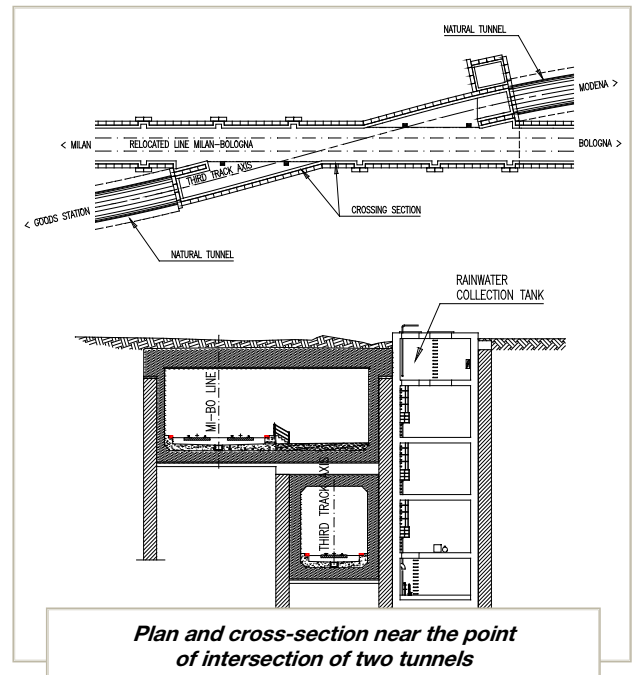 NATURAL TUNNEL
MODENA >
< MILAN
RELOCATED LINE MILAN-BOLOGNA
BOLOGNA >
THIRD TRACK AXIS
CROSSING SECTION
< GOODS STATION
NATURAL TUNNEL
RAINWATER
COLLECTION TANK
MI-BO LINE
THIRD TRACK AXIS
Plan and cross-section near the point
of intersection of two tunnels